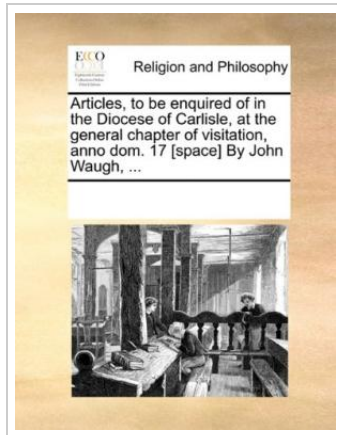 ECCO
Religion and Philosophy
Articles, to be enquired of in
the Diocese of Carlisle, at the
general chapter of visitation,
anno dom. 17 [space] By John
Waugh, ...